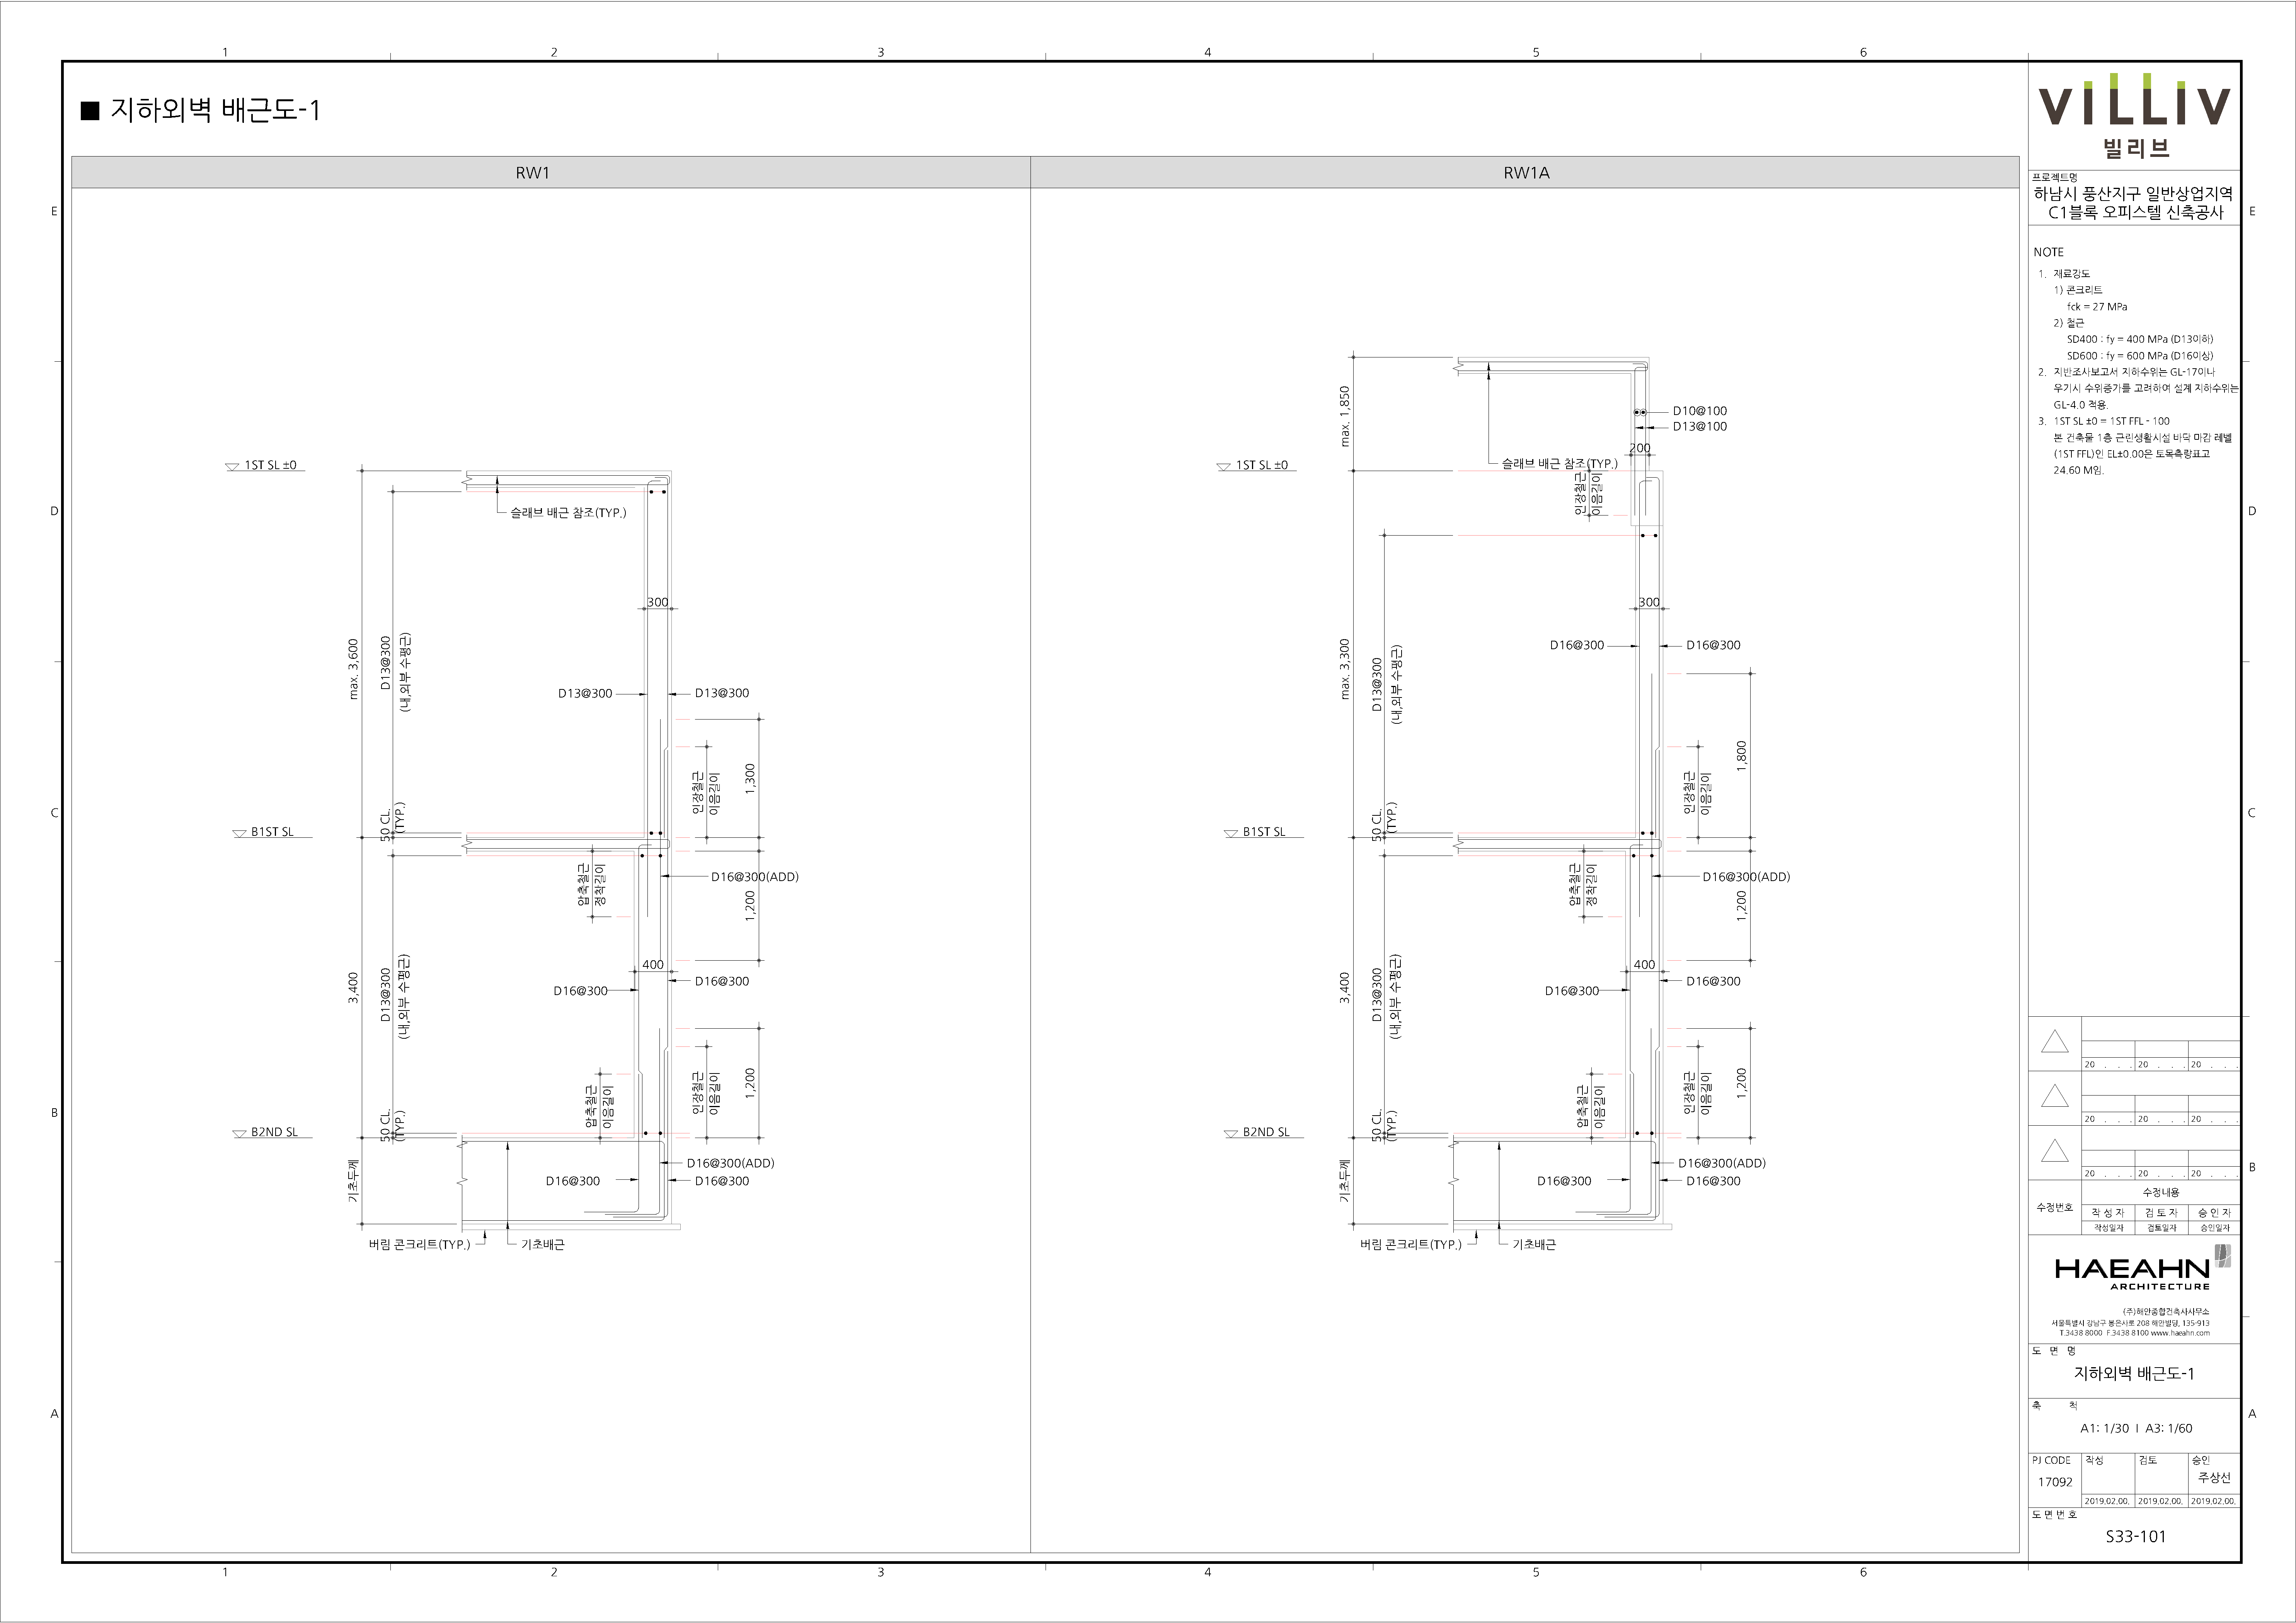 1 2 3 4 5 6
■ 지하외벽 배근도-1
RW1
RW1A
E
D
C
B
A
1ST SL ±0
슬래브 배근 참조(TYP.)
300
max. 3,600
D13@300
(내,외부 수평근)
D13@300
D13@300
인장철근
이음길이
1,300
50 CL.
(TYP.)
B1ST SL
압축철근
정착길이
D16@300(ADD)
1,200
400
3,400
D13@300
(내,외부 수평근)
D16@300
D16@300
압축철근
이음길이
인장철근
이음길이
1,200
50 CL.
(TYP.)
B2ND SL
기초두께
D16@300
D16@300(ADD)
D16@300
버림 콘크리트(TYP.)
기초배근
max. 1,850
D10@100
D13@100
200
슬래브 배근 참조(TYP.)
1ST SL ±0
인장철근
이음길이
300
max. 3,300
D13@300
(내,외부 수평근)
D16@300
D16@300
인장철근
이음길이
1,800
50 CL.
(TYP.)
B1ST SL
압축철근
정착길이
D16@300(ADD)
1,200
400
3,400
D13@300
(내,외부 수평근)
D16@300
D16@300
압축철근
이음길이
인장철근
이음길이
1,200
50 CL.
(TYP.)
B2ND SL
기초두께
D16@300
D16@300(ADD)
D16@300
버림 콘크리트(TYP.)
기초배근
VILLIV
빌리브
프로젝트명
하남시 풍산지구 일반상업지역
C1블록 오피스텔 신축공사
NOTE
1. 재료강도
1) 콘크리트
fck = 27 MPa
2) 철근
SD400 : fy = 400 MPa (D13이하)
SD600 : fy = 600 MPa (D16이상)
2. 지반조사보고서 지하수위는 GL-17이나
우기시 수위증가를 고려하여 설계 지하수위는
GL-4.0 적용.
3. 1ST SL ±0 = 1ST FFL - 100
본 건축물 1층 근린생활시설 바닥 마감 레벨
(1ST FFL)인 EL±0.00은 토목측량표고
24.60 M임.
20 . . . 20 . . . 20 . . .
20 . . . 20 . . . 20 . . .
20 . . . 20 . . . 20 . . .
수정번호
수정내용
작 성 자 검 토 자 승 인 자
작성일자 검토일자 승인일자
HAEAHN
ARCHITECTURE
(주)해안종합건축사사무소
서울특별시 강남구 봉은사로 208 해안빌딩, 135-913
T.3438 8000 F.3438 8100 www.haeahn.com
도 면 명
지하외벽 배근도-1
축 척
A1: 1/30 I A3: 1/60
PJ CODE 작성 검토 승인
17092 주상선
2019.02.00. 2019.02.00. 2019.02.00.
도 면 번 호
S33-101
E
D
C
B
A
1 2 3 4 5 6